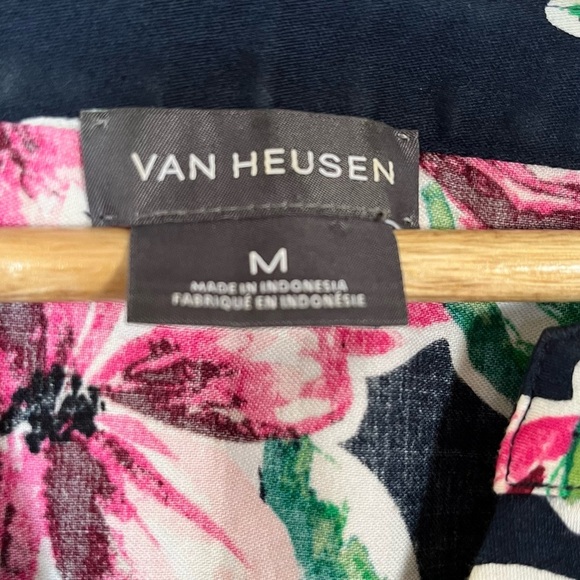 VAN HEUSEN
M
MADE IN INDONESIA
FABRIQUÉ EN INDONÉSIE